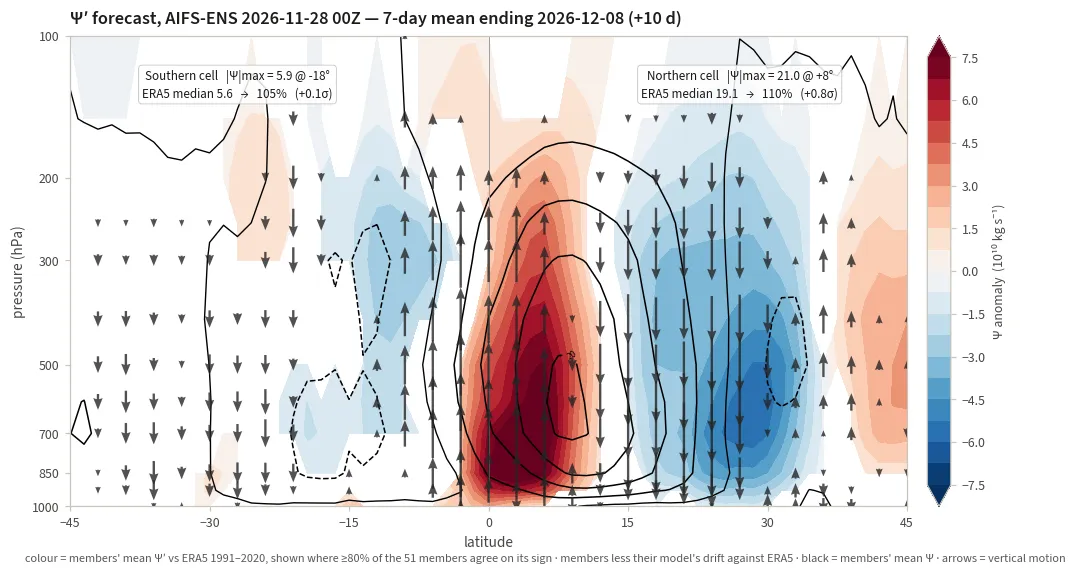 Ψ′ forecast, AIFS-ENS 2026-11-28 00Z — 7-day mean ending 2026-12-08 (+10 d)
Southern cell |Ψ|max = 5.9 @ -18°
ERA5 median 5.6 → 105% (+0.1σ)
Northern cell |Ψ|max = 21.0 @ +8°
ERA5 median 19.1 → 110% (+0.8σ)
pressure (hPa)
100
200
300
400
500
700
850
1000
−45
−30
−15
0
15
30
45
latitude
7.5
6.0
4.5
3.0
1.5
0.0
−1.5
−3.0
−4.5
−6.0
−7.5
Ψ anomaly (10¹⁰ kg s⁻¹)
colour = members' mean Ψ′ vs ERA5 1991–2020, shown where ≥80% of the 51 members agree on its sign · members less their model's drift against ERA5 · black = members' mean Ψ · arrows = vertical motion